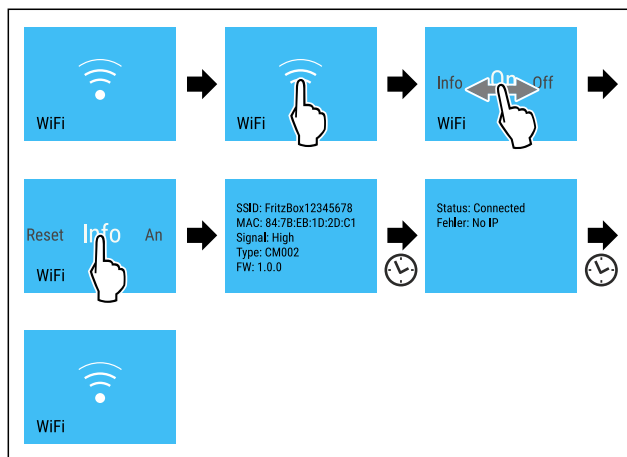 WiFi
WiFi
Info On Off
WiFi
Reset Info An
WiFi
SSID: FritzBox12345678
MAC: 84:7B:EB:1D:2D:C1
Signal: High
Type: CM002
FW: 1.0.0
Status: Connected
Fehler: No IP
WiFi